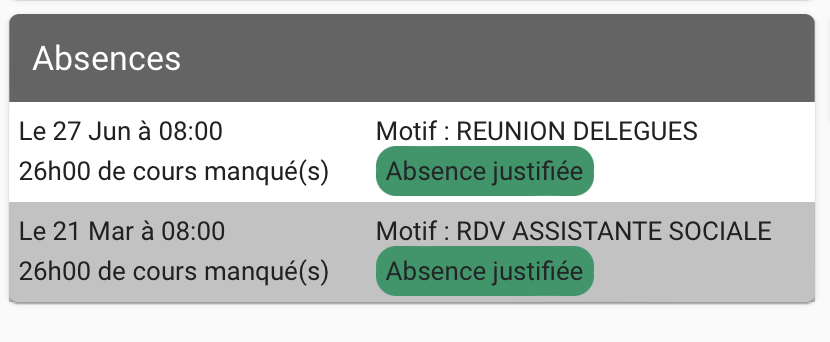 Absences
Le 27 Jun à 08:00
Motif : REUNION DELEGUES
26h00 de cours manqué(s)
Absence justifiée
Le 21 Mar à 08:00
Motif : RDV ASSISTANTE SOCIALE
26h00 de cours manqué(s)
Absence justifiée